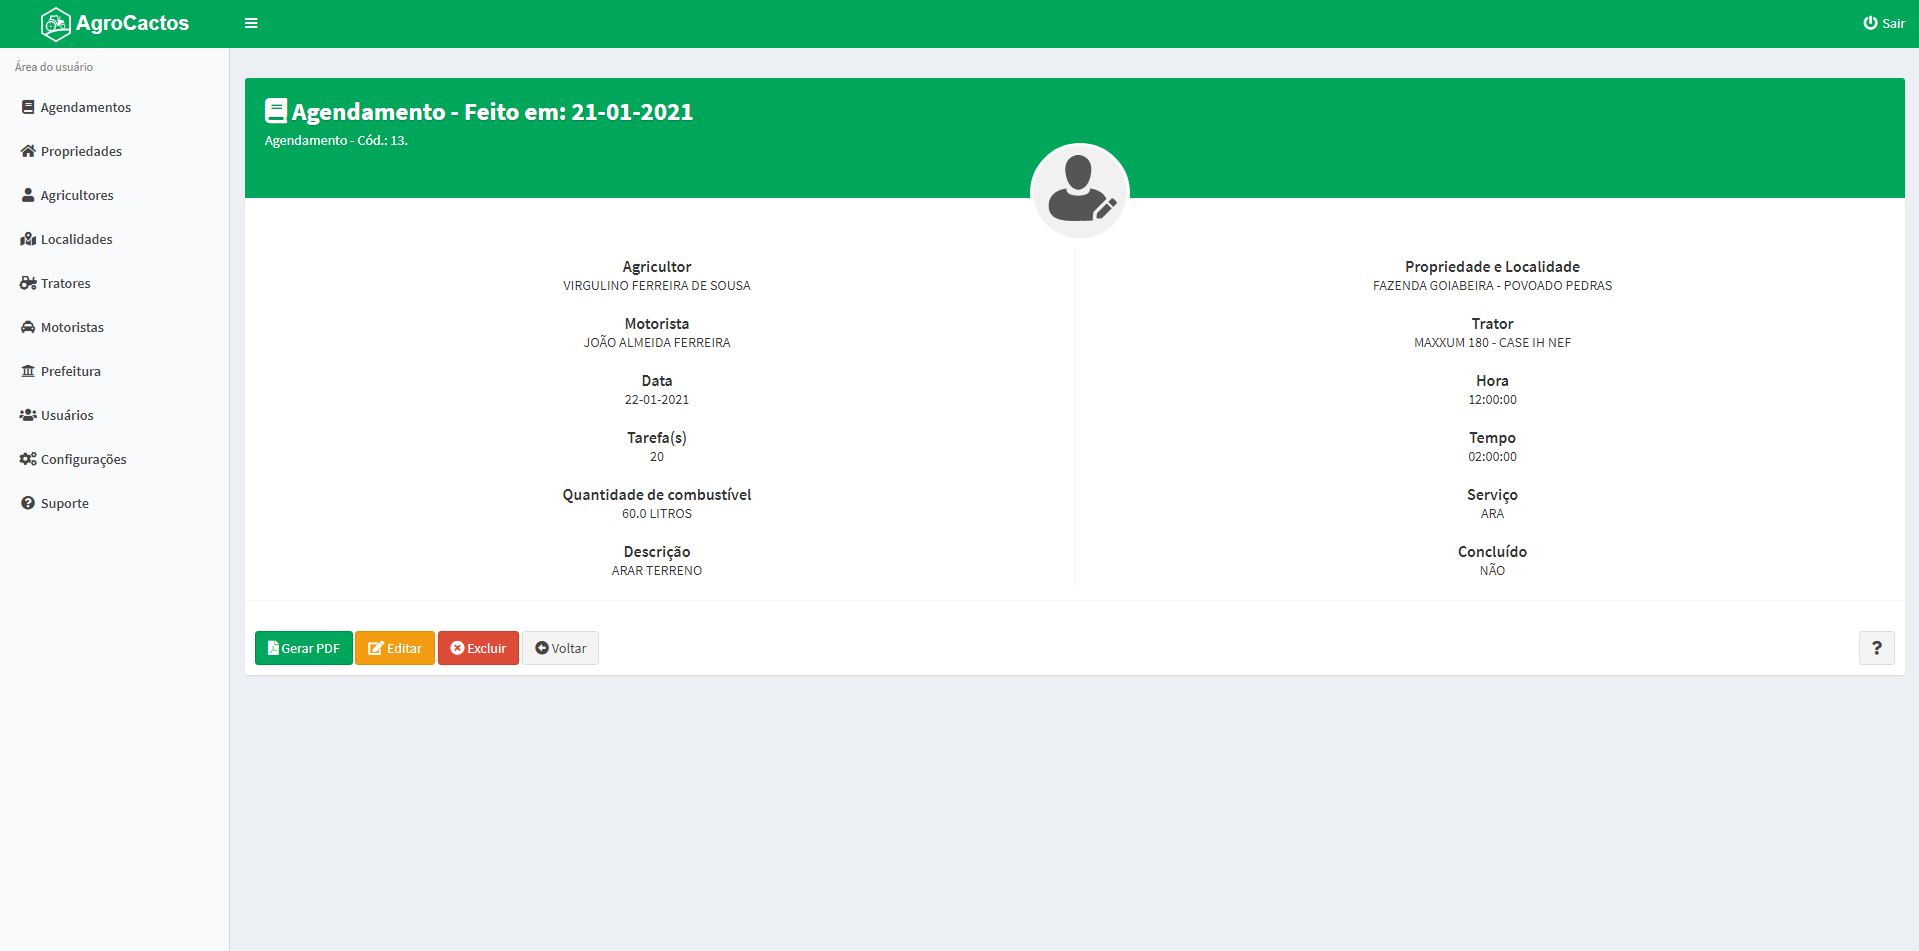 AgroCactos
Sair
Área do usuário
Agendamentos
Propriedades
Agricultores
Localidades
Tratores
Motoristas
Prefeitura
Usuários
Configurações
Suporte
Agendamento - Feito em: 21-01-2021
Agendamento - Cód.: 13.
Agricultor
VIRGULINO FERREIRA DE SOUSA
Propriedade e Localidade
FAZENDA GOIABEIRA - POVOADO PEDRAS
Motorista
JOÃO ALMEIDA FERREIRA
Trator
MAXXUM 180 - CASE IH NEF
Data
22-01-2021
Hora
12:00:00
Tarefa(s)
20
Tempo
02:00:00
Quantidade de combustível
60.0 LITROS
Serviço
ARA
Descrição
ARAR TERRENO
Concluído
NÃO
Gerar PDF
Editar
Excluir
Voltar
?